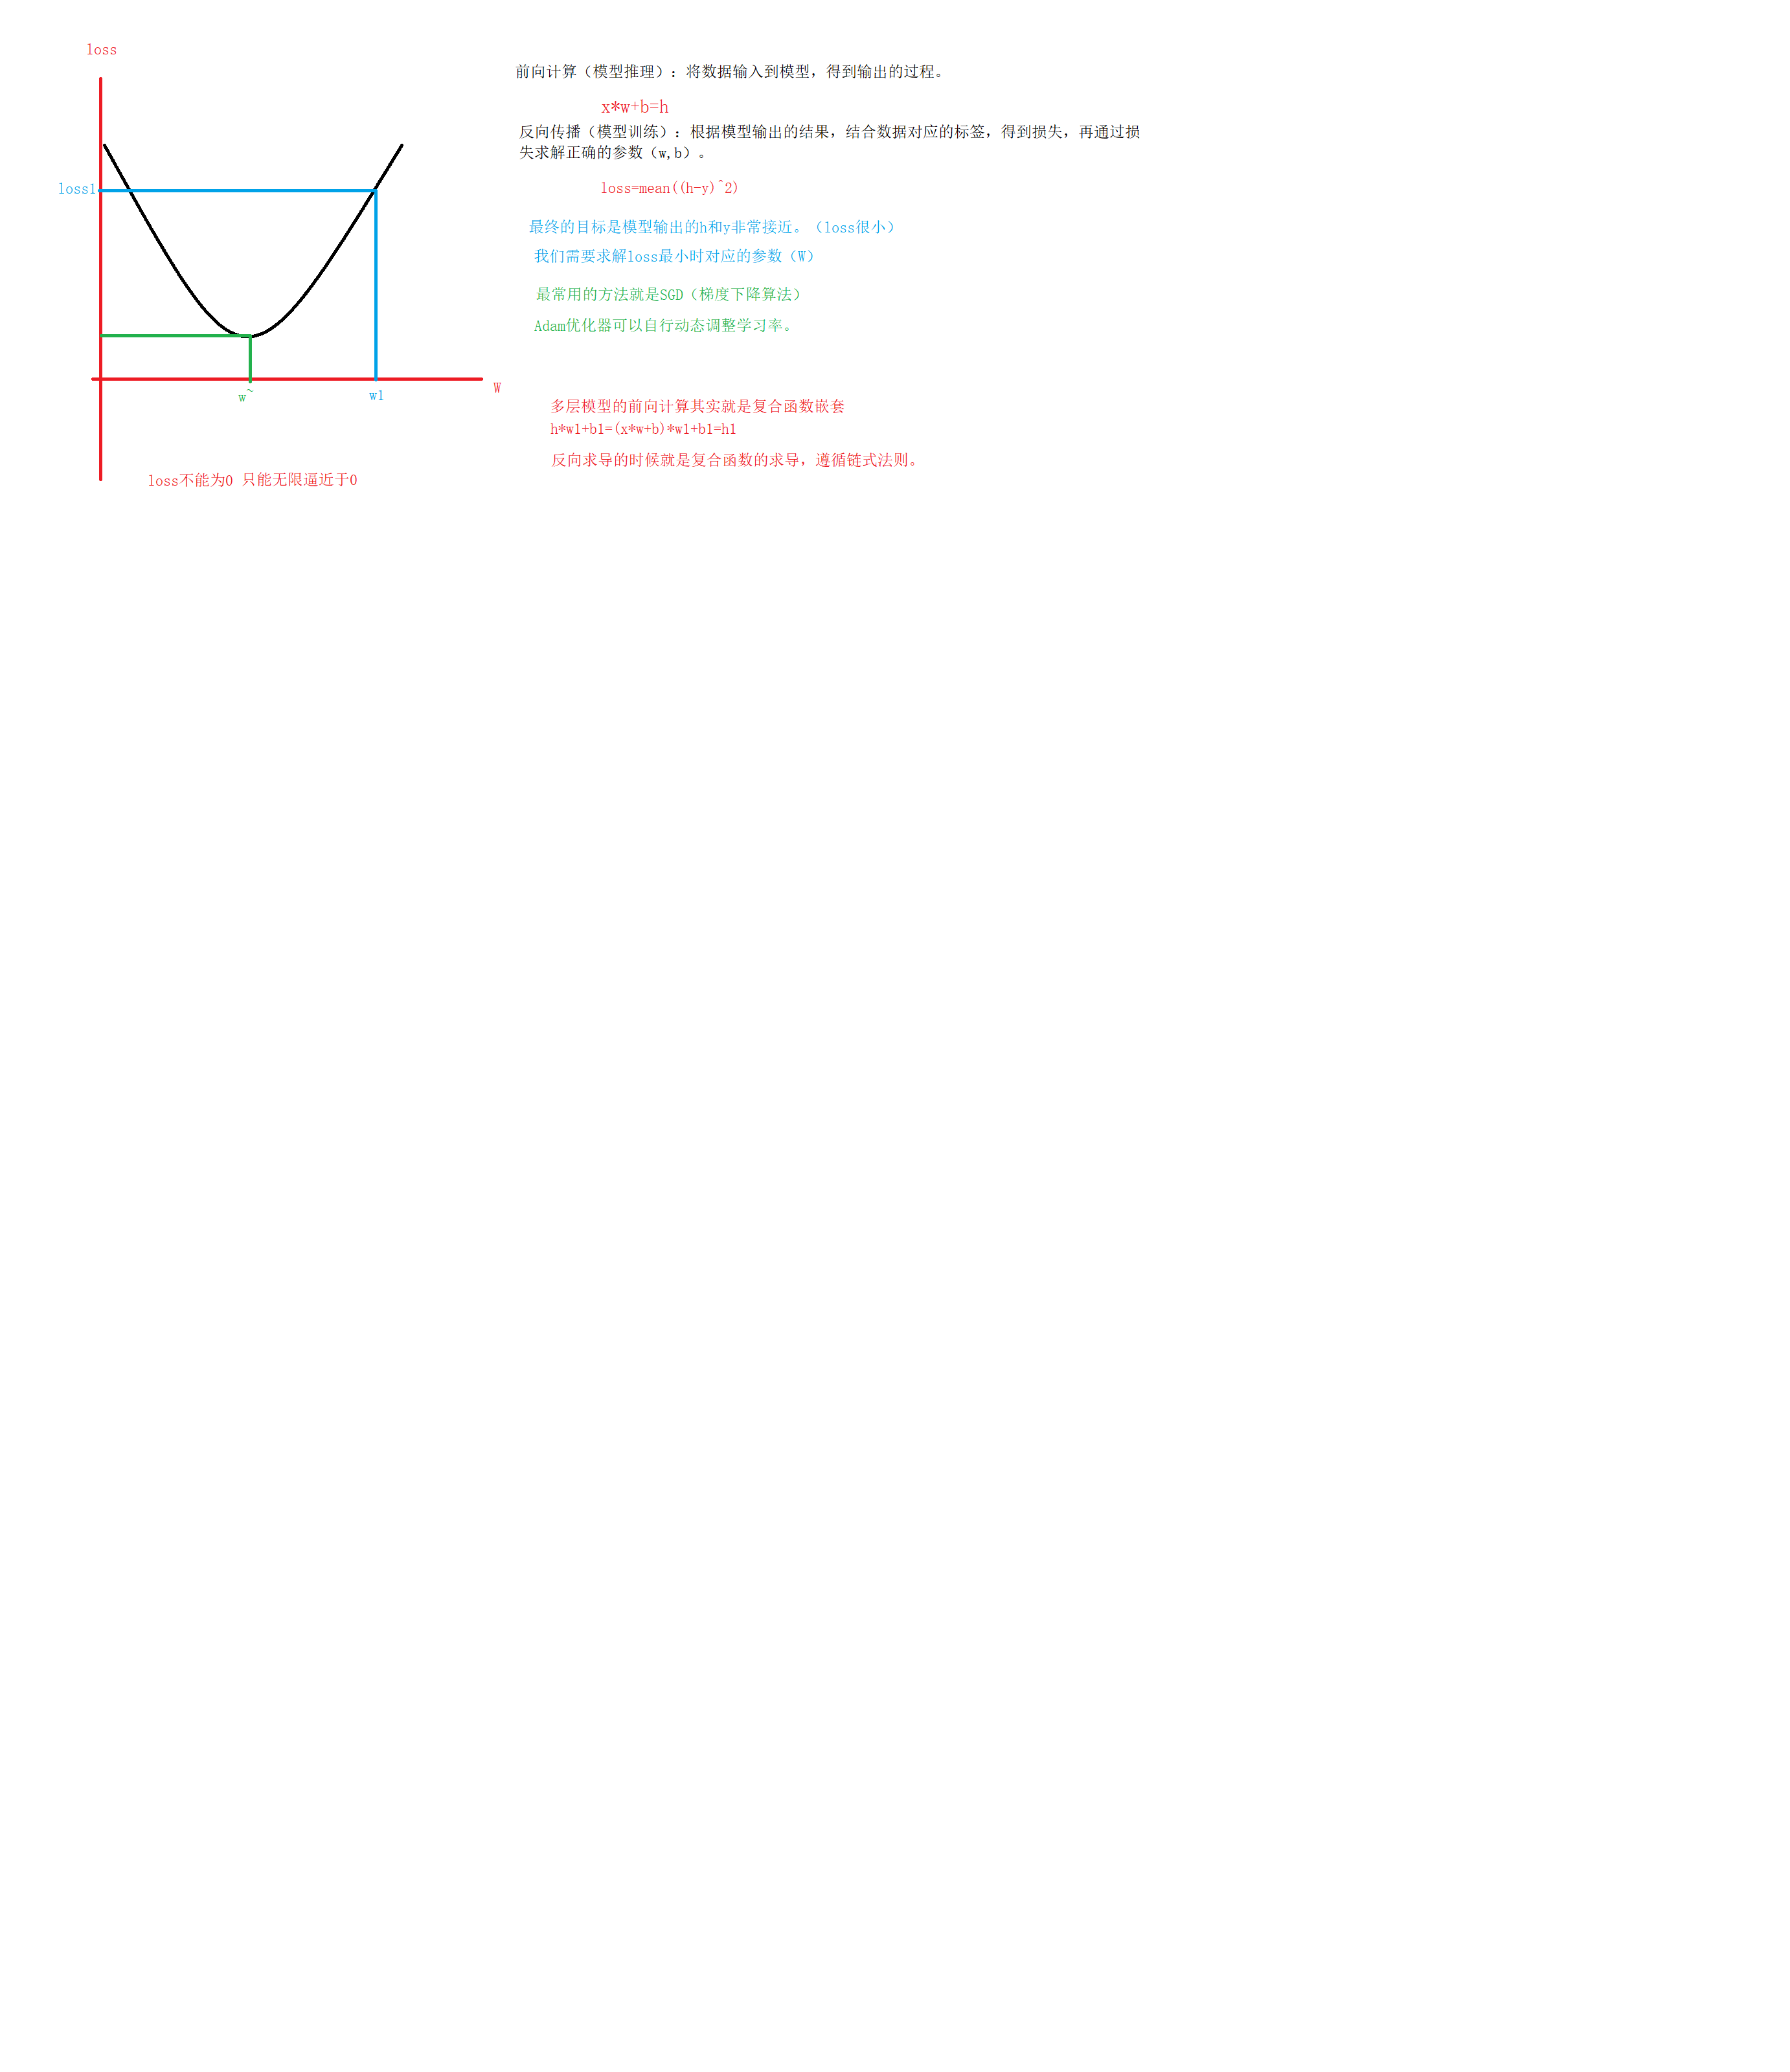 loss
前向计算（模型推理）：将数据输入到模型，得到输出的过程。
x*w+b=h
反向传播（模型训练）：根据模型输出的结果，结合数据对应的标签，得到损失，再通过损
失求解正确的参数（w,b）。
loss1
loss=mean((h-y)^2)
最终的目标是模型输出的h和y非常接近。（loss很小）
我们需要求解loss最小时对应的参数（W）
最常用的方法就是SGD（梯度下降算法）
Adam优化器可以自行动态调整学习率。
w~
w1
W
多层模型的前向计算其实就是复合函数嵌套
h*w1+b1=(x*w+b)*w1+b1=h1
反向求导的时候就是复合函数的求导，遵循链式法则。
loss不能为0 只能无限逼近于0